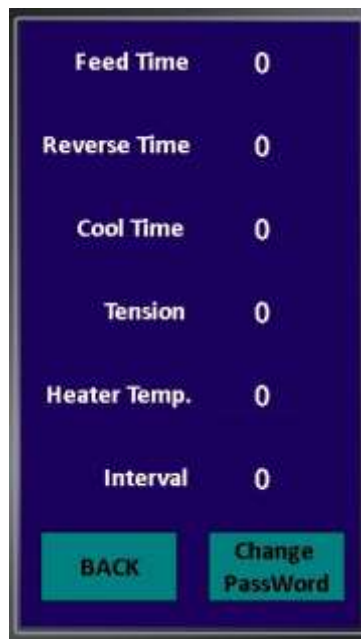 Feed Time 0
Reverse Time 0
Cool Time 0
Tension 0
Heater Temp. 0
Interval 0
BACK
Change
PassWord